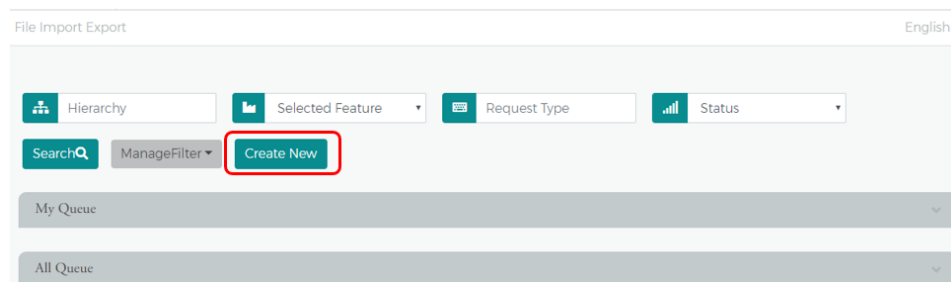 File Import Export English
Hierarchy Selected Feature Request Type Status
Search ManageFilter Create New
My Queue
All Queue